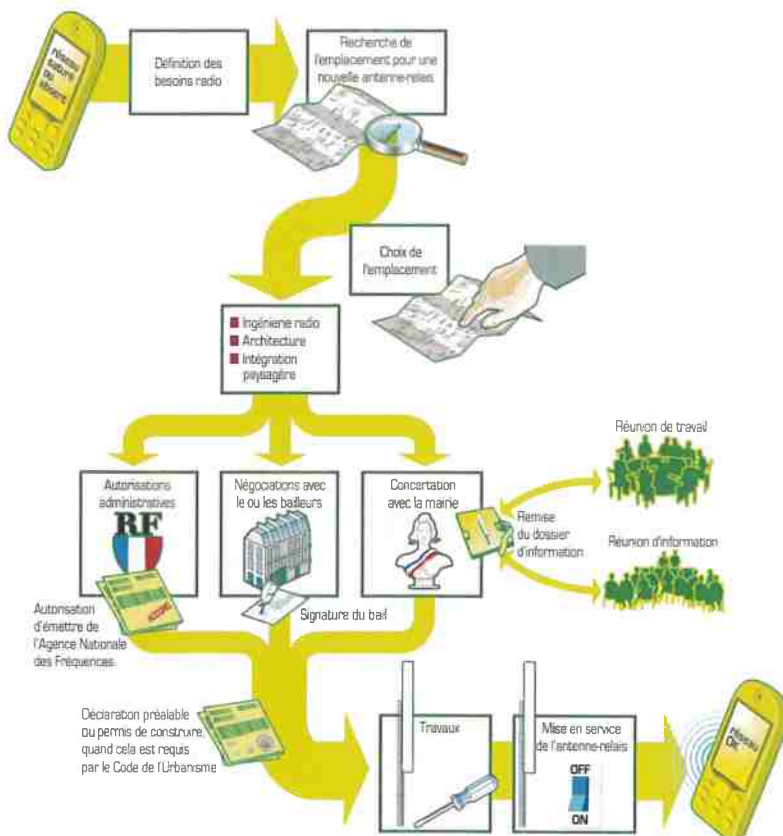 réseau
saturé
ou
absent
Définition des
besoins radio
Recherche de
l'emplacement pour une
nouvelle antenne-relais
Choix de
l'emplacement
Ingénierie radio
Architecture
Intégration
paysagère
Autorisations
administratives
RF
ACCORD
Autorisation
d'émettre de
l'Agence Nationale
des Fréquences.
Négociations avec
le ou les bailleurs
Signature du bail
Concertation
avec la mairie
Remise
du dossier
d'information
Réunion de travail
Réunion d'information
Déclaration préalable
ou permis de construire,
quand cela est requis
par le Code de l'Urbanisme
Travaux
Mise en service
de l'antenne-relais
OFF
ON
réseau
OK